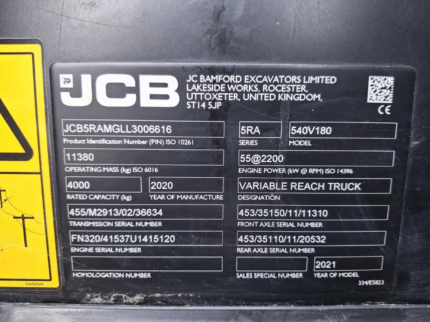 JCB
JC BAMFORD EXCAVATORS LIMITED
LAKESIDE WORKS, ROCESTER,
UTTOXETER, UNITED KINGDOM,
ST14 5JP
JCB5RAMGLL3006616
Product Identification Number (PIN) ISO 10261
5RA
SERIES
540V180
MODEL
11380
OPERATING MASS (kg) ISO 6016
55@2200
ENGINE POWER (kW @ RPM) ISO 14396
4000
RATED CAPACITY (kg)
2020
YEAR OF MANUFACTURE
VARIABLE REACH TRUCK
DESIGNATION
455/M2913/02/36634
TRANSMISSION SERIAL NUMBER
453/35150/11/11310
FRONT AXLE SERIAL NUMBER
FN320/41537U1415120
ENGINE SERIAL NUMBER
453/35110/11/20532
REAR AXLE SERIAL NUMBER
HOMOLOGATION NUMBER
SALES SPECIAL NUMBER
2021
YEAR OF MODEL
334/E5823